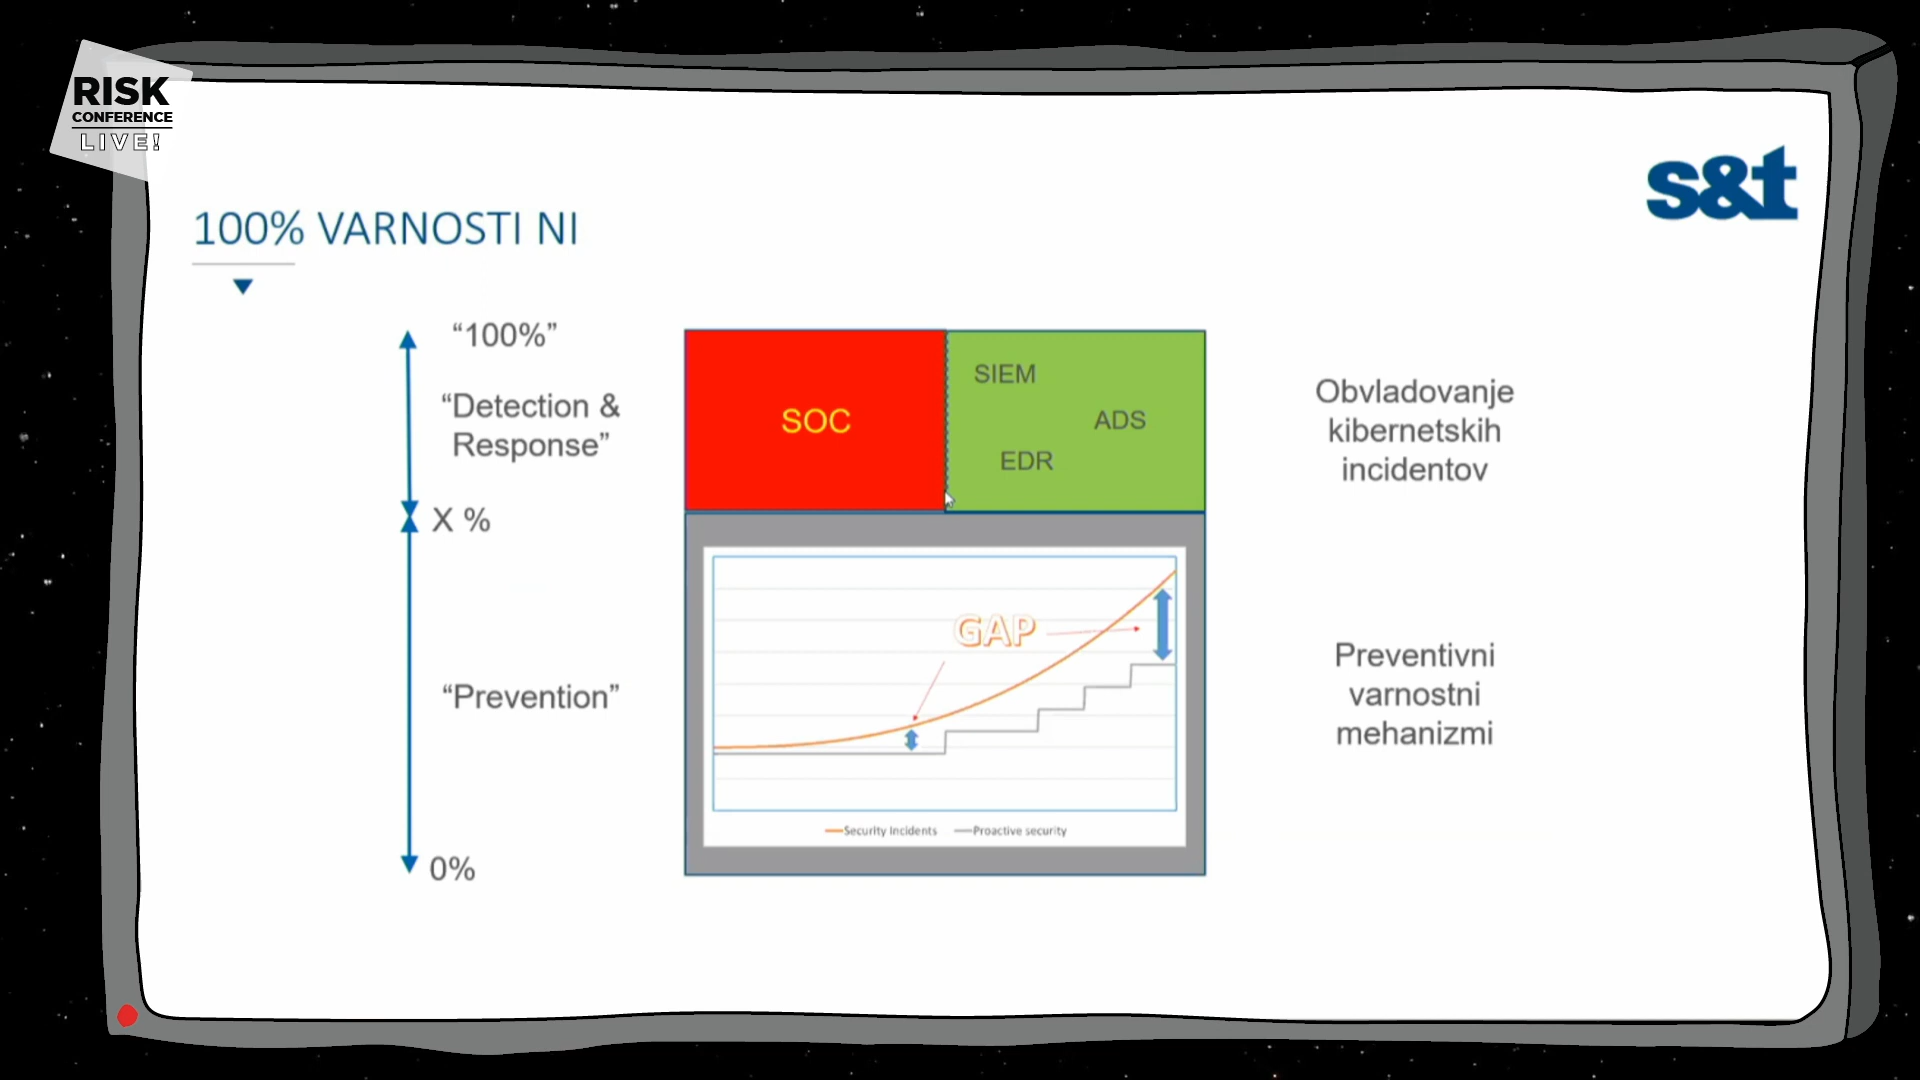 RISK
CONFERENCE
LIVE!
s&t
100% VARNOSTI NI
“100%”
“Detection &
Response”
X %
“Prevention”
0%
SOC
SIEM
ADS
EDR
GAP
Security Incidents
Proactive security
Obvladovanje
kibernetskih
incidentov
Preventivni
varnostni
mehanizmi